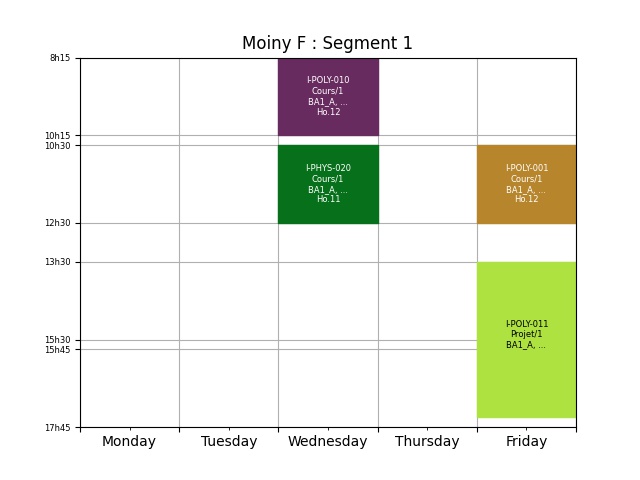 Moiny F : Segment 1
8h15
10h15
10h30
12h30
13h30
15h30
15h45
17h45
I-POLY-010
Cours/1
BA1_A, ...
Ho.12
I-PHYS-020
Cours/1
BA1_A, ...
Ho.11
I-POLY-001
Cours/1
BA1_A, ...
Ho.12
I-POLY-011
Projet/1
BA1_A, ...
Monday Tuesday Wednesday Thursday Friday